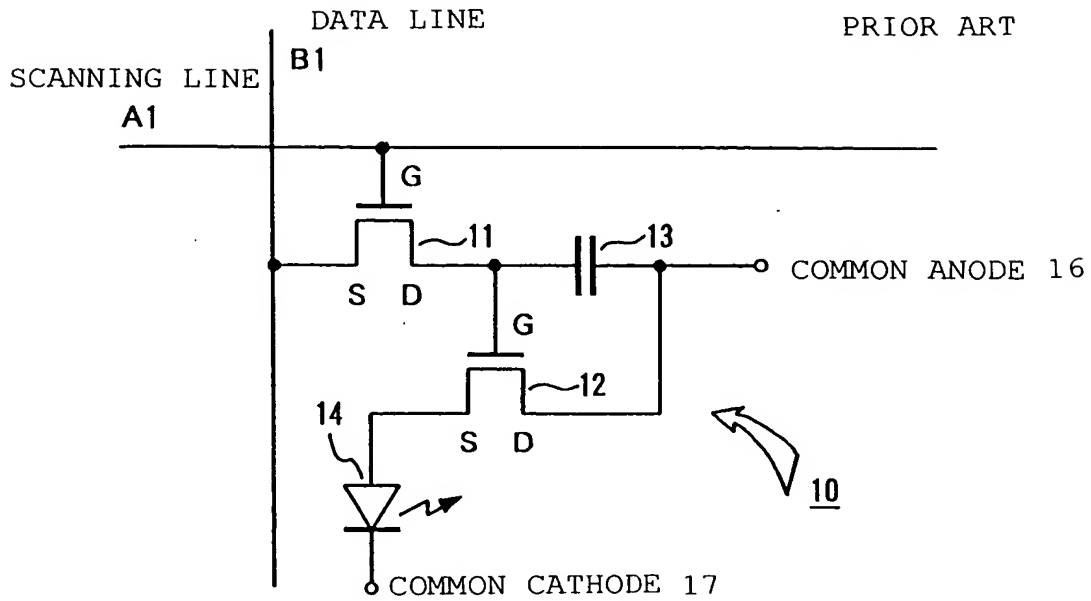 DATA LINE
B1
PRIOR ART
SCANNING LINE
A1
G
11
13
S D
COMMON ANODE 16
G
12
14
S D
10
COMMON CATHODE 17